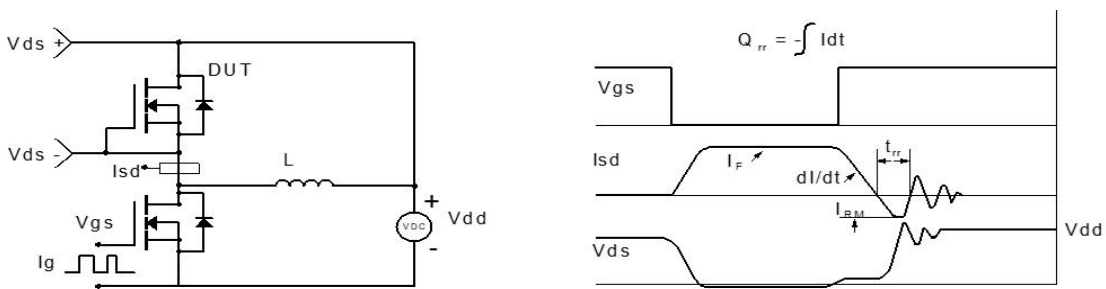 Vds +
DUT
Vds -
Isd
L
Vgs
+
VDC
-
Vdd
Ig
Q rr = -∫ Idt
Vgs
Isd
I F
dI/dt
t rr
I RM
Vds
Vdd